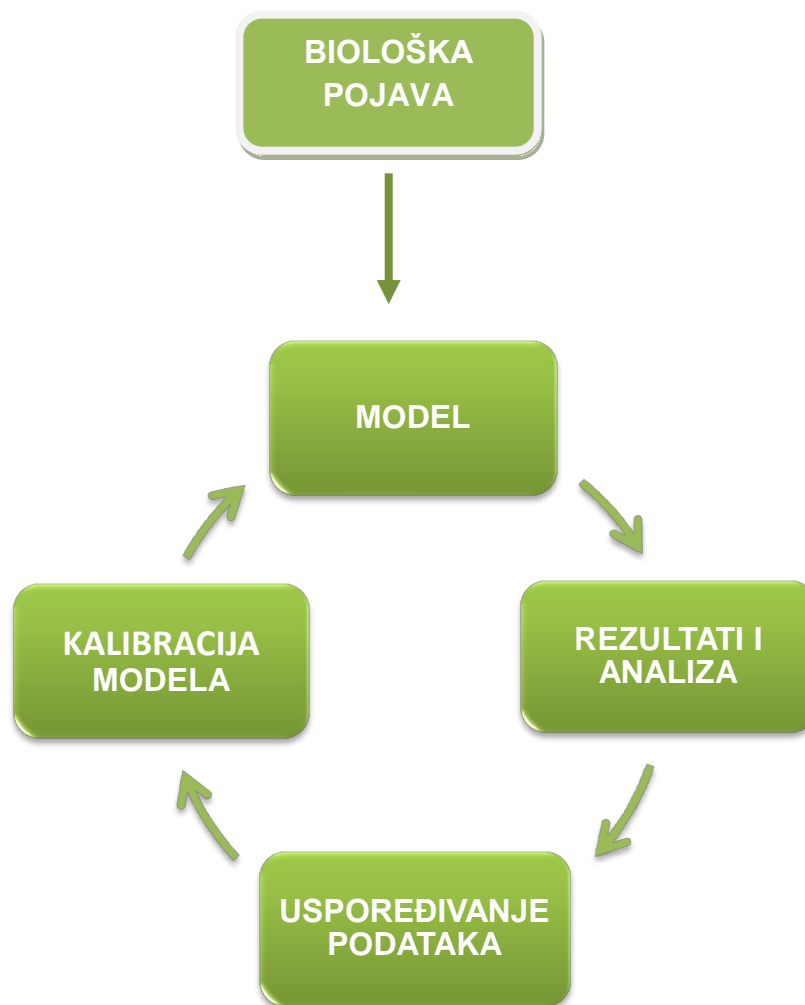 BIOLOŠKA
POJAVA
MODEL
KALIBRACIJA
MODELA
REZULTATI I
ANALIZA
USPOREĐIVANJE
PODATAKA